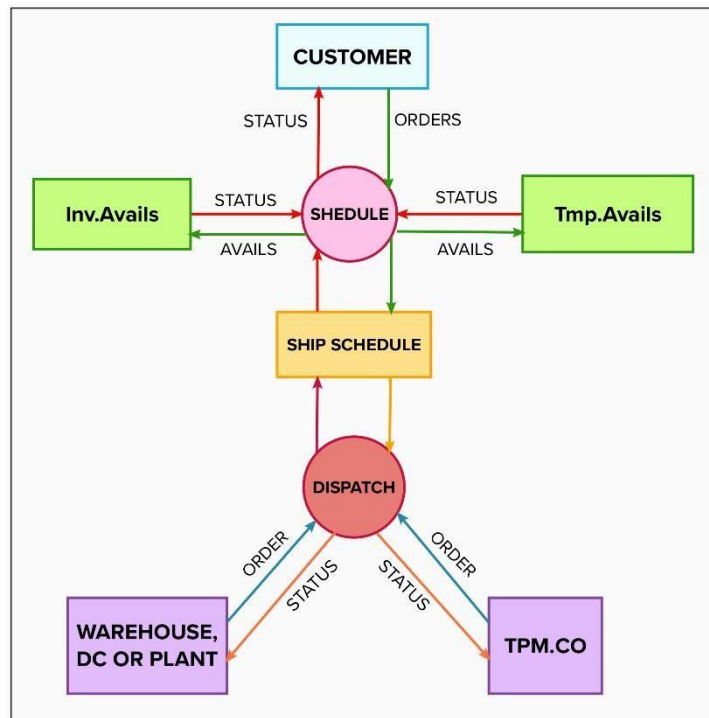 CUSTOMER
STATUS
ORDERS
Inv.Avails
STATUS
SHEDULE
STATUS
Tmp.Avails
AVAILS
AVAILS
SHIP SCHEDULE
DISPATCH
ORDER
STATUS
ORDER
STATUS
WAREHOUSE,
DC OR PLANT
TPM.CO